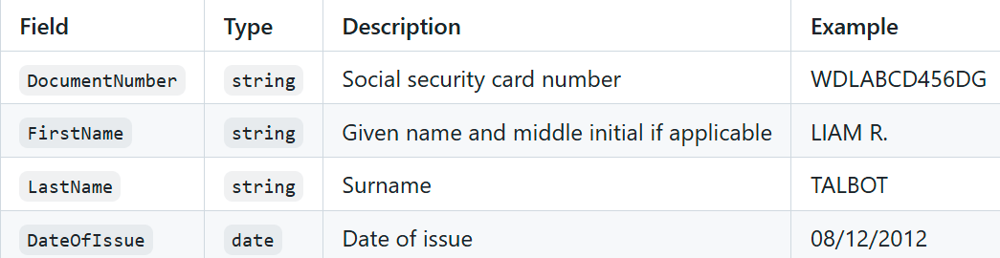 Field Type Description Example
DocumentNumber string Social security card number WDLABCD456DG
FirstName string Given name and middle initial if applicable LIAM R.
LastName string Surname TALBOT
DateOfIssue date Date of issue 08/12/2012